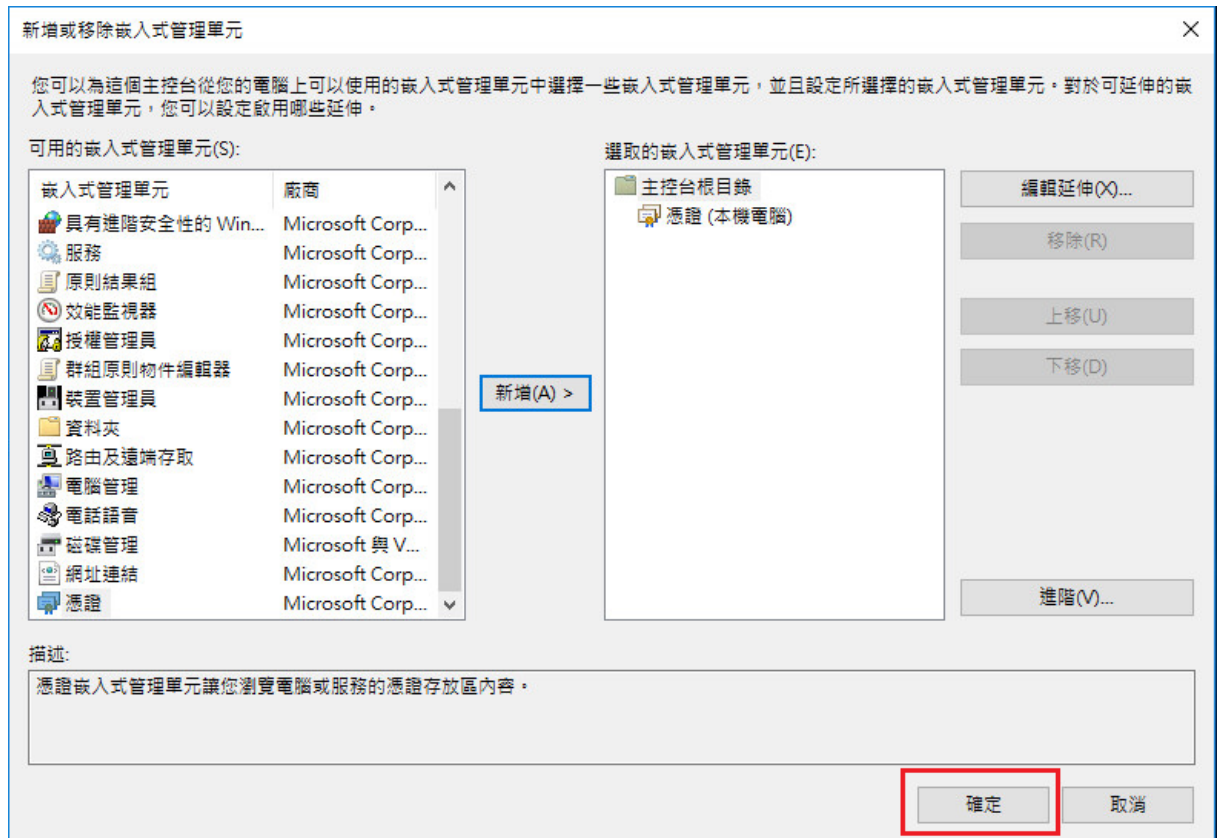 新增或移除嵌入式管理單元
您可以為這個主控台從您的電腦上可以使用的嵌入式管理單元中選擇一些嵌入式管理單元，並且設定所選擇的嵌入式管理單元。對於可延伸的嵌
入式管理單元，您可以設定啟用哪些延伸。
可用的嵌入式管理單元(S):
嵌入式管理單元 廠商
具有進階安全性的 Win... Microsoft Corp...
服務 Microsoft Corp...
原則結果組 Microsoft Corp...
效能監視器 Microsoft Corp...
授權管理員 Microsoft Corp...
群組原則物件編輯器 Microsoft Corp...
裝置管理員 Microsoft Corp...
資料夾 Microsoft Corp...
路由及遠端存取 Microsoft Corp...
電腦管理 Microsoft Corp...
電話語音 Microsoft Corp...
磁碟管理 Microsoft 與 V...
網址連結 Microsoft Corp...
憑證 Microsoft Corp...
新增(A) >
選取的嵌入式管理單元(E):
主控台根目錄
憑證 (本機電腦)
編輯延伸(X)...
移除(R)
上移(U)
下移(D)
進階(V)...
描述:
憑證嵌入式管理單元讓您瀏覽電腦或服務的憑證存放區內容。
確定 取消